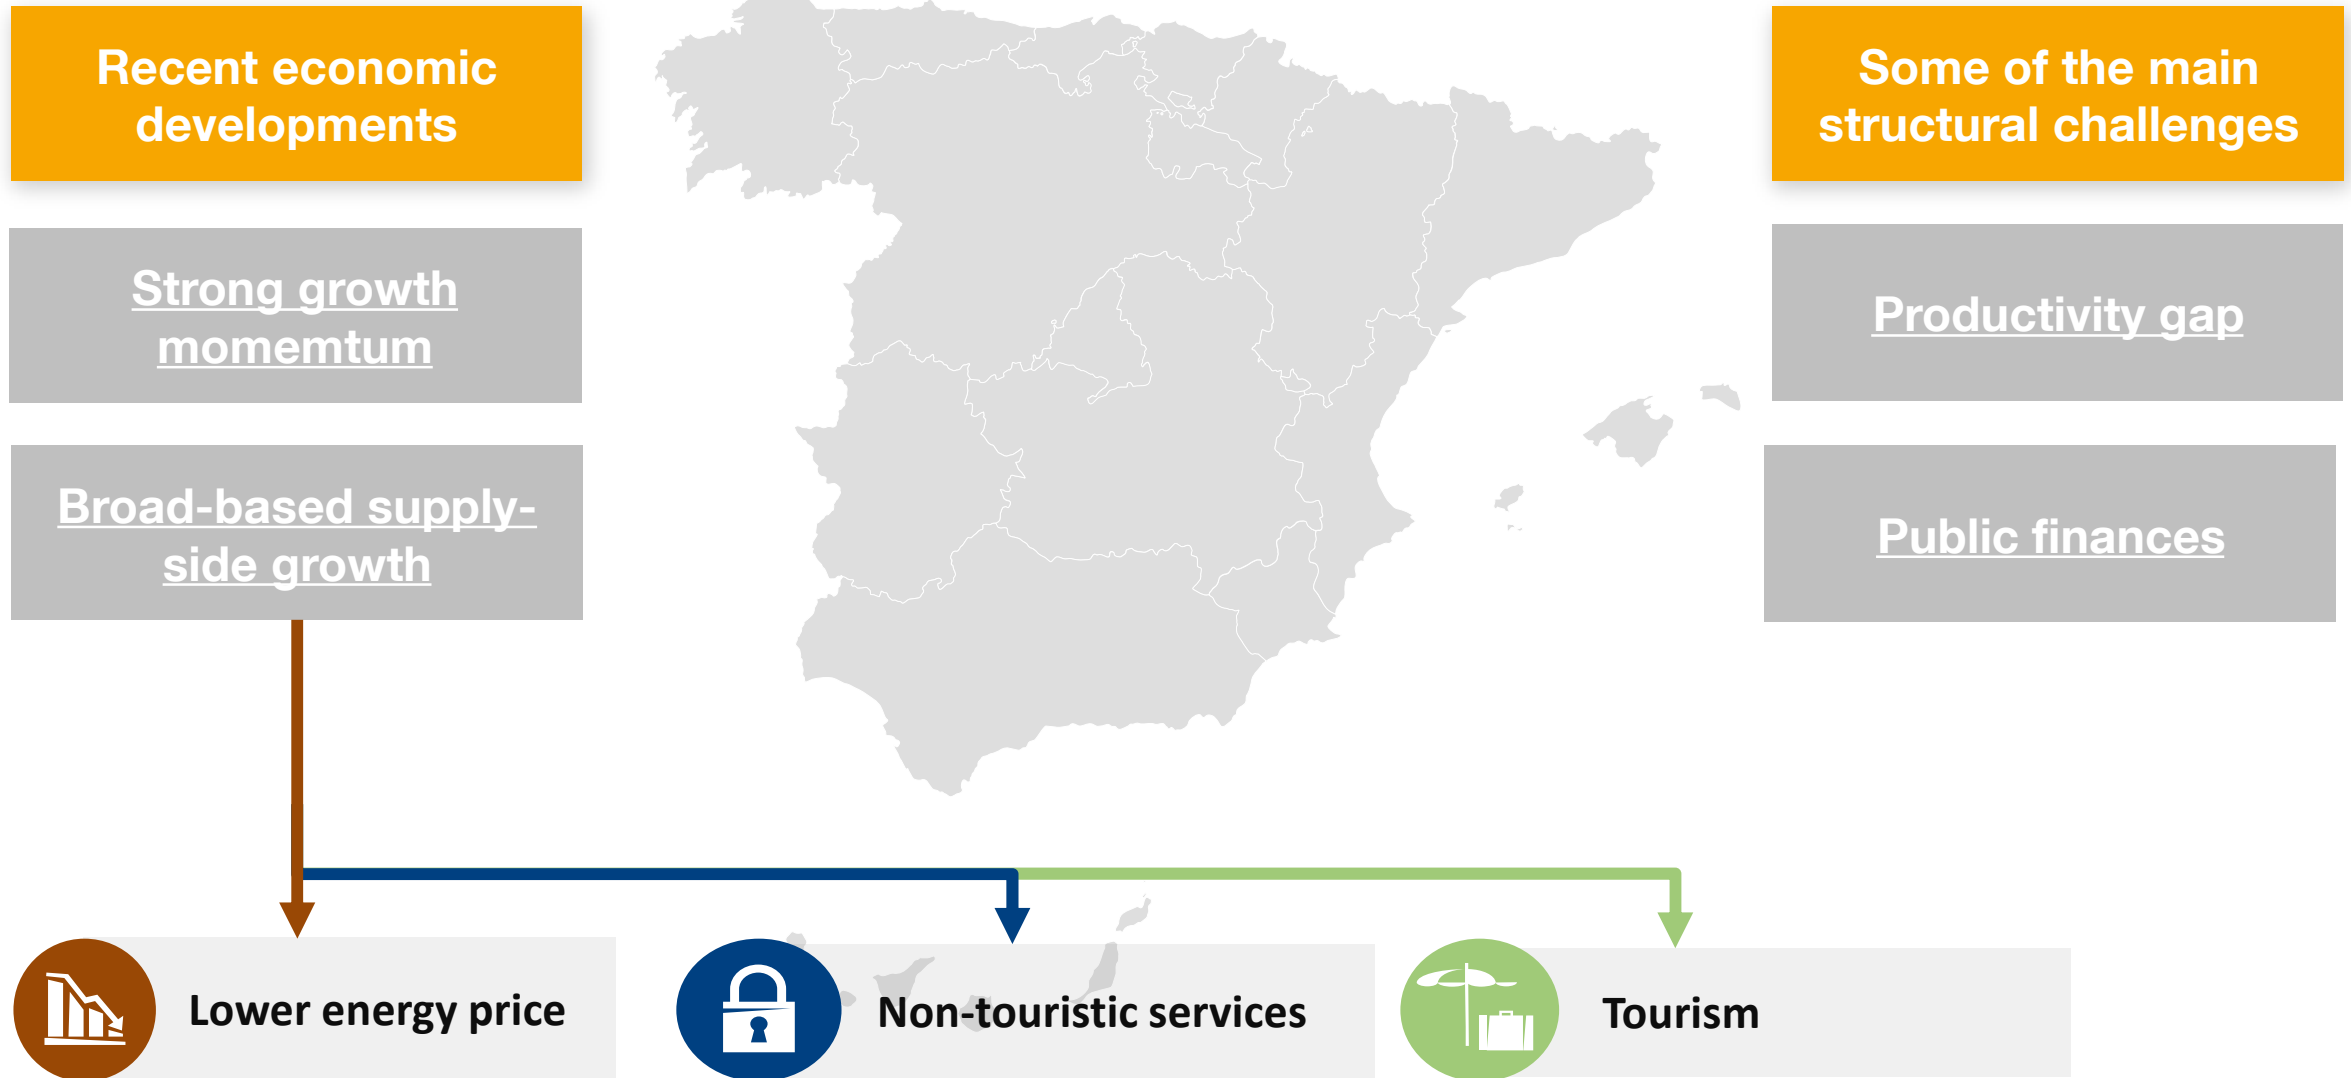 Recent economic
developments
Strong growth
momemtum
Broad-based supply-
side growth
Some of the main
structural challenges
Productivity gap
Public finances
Lower energy price
Non-touristic services
Tourism